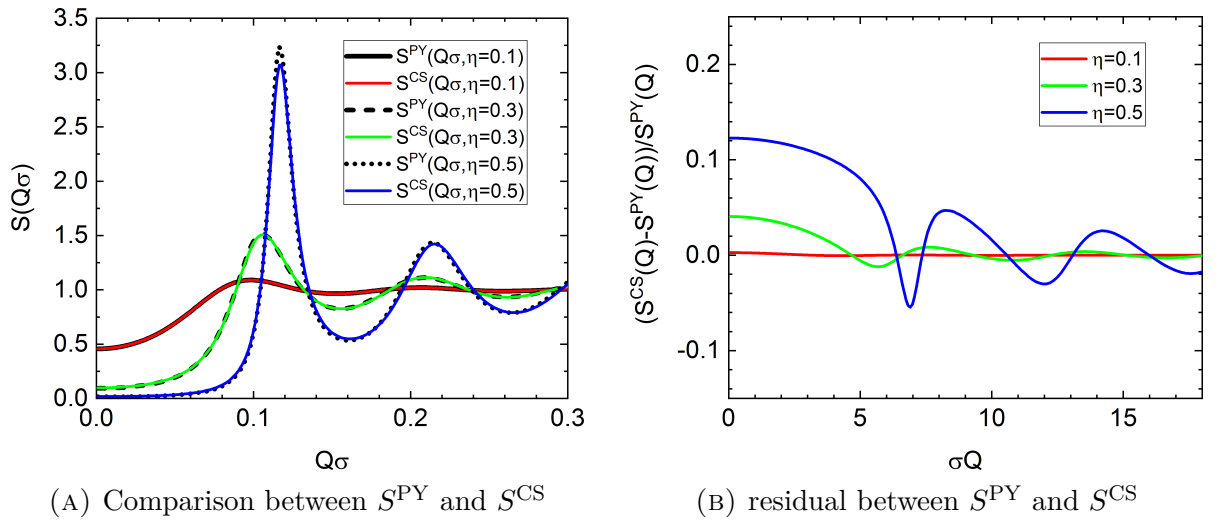 3.5
3.0
2.5
2.0
1.5
1.0
0.5
0.0
S(Qσ)
S^PY(Qσ,η=0.1)
S^CS(Qσ,η=0.1)
S^PY(Qσ,η=0.3)
S^CS(Qσ,η=0.3)
S^PY(Qσ,η=0.5)
S^CS(Qσ,η=0.5)
0.0 0.1 0.2 0.3
Qσ
(A) Comparison between S^PY and S^CS
0.2
0.1
0.0
-0.1
(S^CS(Q)-S^PY(Q))/S^PY(Q)
η=0.1
η=0.3
η=0.5
0 5 10 15
σQ
(B) residual between S^PY and S^CS